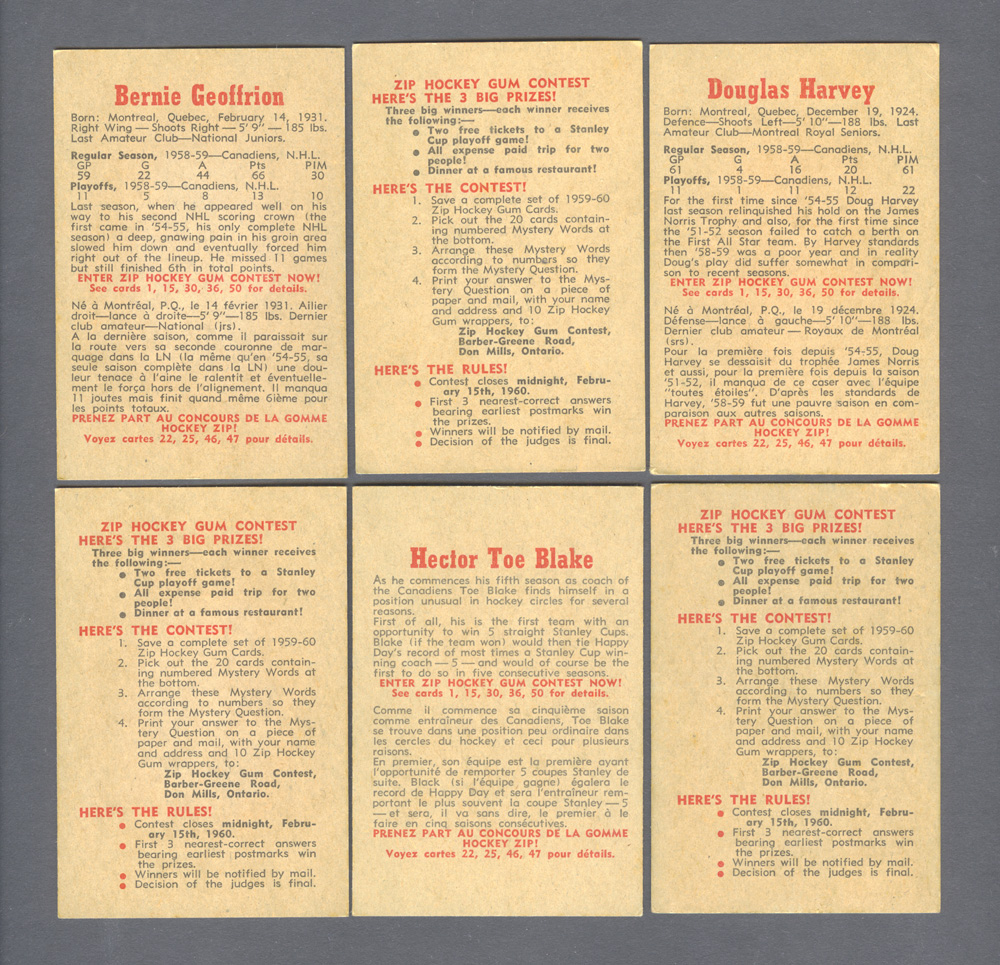 Bernie Geoffrion
Born: Montreal, Quebec, February 14, 1931.
Right Wing — Shoots Right — 5' 9" — 185 lbs.
Last Amateur Club—National Juniors.
Regular Season, 1958-59—Canadiens, N.H.L.
GP G A Pts PIM
59 22 44 66 30
Playoffs, 1958-59—Canadiens, N.H.L.
11 5 8 13 10
Last season, when he appeared well on his
way to his second NHL scoring crown (the
first came in '54-55, his only complete NHL
season) a deep, gnawing pain in his groin area
slowed him down and eventually forced him
right out of the lineup. He missed 11 games
but still finished 6th in total points.
ENTER ZIP HOCKEY GUM CONTEST NOW!
See cards 1, 15, 30, 36, 50 for details.
Né à Montréal, P.Q., le 14 février 1931. Ailier
droit—lance à droite—5' 9"—185 lbs. Dernier
club amateur—National (jrs).
A la dernière saison, comme il paraissait sur
la route vers sa seconde couronne de mar-
quage dans la LN (la même qu'en '54-55, sa
seule saison complète dans la LN) une dou-
leur tenace à l'aine le ralentit et éventuelle-
ment le força hors de l'alignement. Il manqua
11 joutes mais finit quand même 6ième pour
les points totaux.
PRENEZ PART AU CONCOURS DE LA GOMME
HOCKEY ZIP!
Voyez cartes 22, 25, 46, 47 pour détails.
ZIP HOCKEY GUM CONTEST
HERE'S THE 3 BIG PRIZES!
Three big winners—each winner receives
the following:—
● Two free tickets to a Stanley
Cup playoff game!
● All expense paid trip for two
people!
● Dinner at a famous restaurant!
HERE'S THE CONTEST!
1. Save a complete set of 1959-60
Zip Hockey Gum Cards.
2. Pick out the 20 cards contain-
ing numbered Mystery Words at
the bottom.
3. Arrange these Mystery Words
according to numbers so they
form the Mystery Question.
4. Print your answer to the Mys-
tery Question on a piece of
paper and mail, with your name
and address and 10 Zip Hockey
Gum wrappers, to:
Zip Hockey Gum Contest,
Barber-Greene Road,
Don Mills, Ontario.
HERE'S THE RULES!
● Contest closes midnight, Febru-
ary 15th, 1960.
● First 3 nearest-correct answers
bearing earliest postmarks win
the prizes.
● Winners will be notified by mail.
● Decision of the judges is final.
Douglas Harvey
Born: Montreal, Quebec, December 19, 1924.
Defence—Shoots Left—5' 10"—188 lbs. Last
Amateur Club—Montreal Royal Seniors.
Regular Season, 1958-59—Canadiens, N.H.L.
GP G A Pts PIM
61 4 16 20 61
Playoffs, 1958-59—Canadiens, N.H.L.
11 1 11 12 22
For the first time since '54-55 Doug Harvey
last season relinquished his hold on the James
Norris Trophy and also, for the first time since
the '51-52 season failed to catch a berth on
the First All Star team. By Harvey standards
then '58-59 was a poor year and in reality
Doug's play did suffer somewhat in compari-
son to recent seasons.
ENTER ZIP HOCKEY GUM CONTEST NOW!
See cards 1, 15, 30, 36, 50 for details.
Né à Montréal, P.Q., le 19 décembre 1924.
Défense—lance à gauche—5' 10"—188 lbs.
Dernier club amateur — Royaux de Montréal
(srs).
Pour la première fois depuis '54-55, Doug
Harvey se dessaisit du trophée James Norris
et aussi, pour la première fois depuis la saison
'51-52, il manqua de ce caser avec l'équipe
"toutes étoiles". D'après les standards de
Harvey, '58-59 fut une pauvre saison en com-
paraison aux autres saisons.
PRENEZ PART AU CONCOURS DE LA GOMME
HOCKEY ZIP!
Voyez cartes 22, 25, 46, 47 pour détails.
ZIP HOCKEY GUM CONTEST
HERE'S THE 3 BIG PRIZES!
Three big winners—each winner receives
the following:—
● Two free tickets to a Stanley
Cup playoff game!
● All expense paid trip for two
people!
● Dinner at a famous restaurant!
HERE'S THE CONTEST!
1. Save a complete set of 1959-60
Zip Hockey Gum Cards.
2. Pick out the 20 cards contain-
ing numbered Mystery Words at
the bottom.
3. Arrange these Mystery Words
according to numbers so they
form the Mystery Question.
4. Print your answer to the Mys-
tery Question on a piece of
paper and mail, with your name
and address and 10 Zip Hockey
Gum wrappers, to:
Zip Hockey Gum Contest,
Barber-Greene Road,
Don Mills, Ontario.
HERE'S THE RULES!
● Contest closes midnight, Febru-
ary 15th, 1960.
● First 3 nearest-correct answers
bearing earliest postmarks win
the prizes.
● Winners will be notified by mail.
● Decision of the judges is final.
Hector Toe Blake
As he commences his fifth season as coach of
the Canadiens Toe Blake finds himself in a
position unusual in hockey circles for several
reasons.
First of all, his is the first team with an
opportunity to win 5 straight Stanley Cups.
Blake (if the team won) would then tie Happy
Day's record of most times a Stanley Cup win-
ning coach — 5 — and would of course be the
first to do so in five consecutive seasons.
ENTER ZIP HOCKEY GUM CONTEST NOW!
See cards 1, 15, 30, 36, 50 for details.
Comme il commence sa cinquième saison
comme entraîneur des Canadiens, Toe Blake
se trouve dans une position peu ordinaire dans
les cercles du hockey et ceci pour plusieurs
raisons.
En premier, son équipe est la première ayant
l'opportunité de remporter 5 coupes Stanley de
suite. Black (si l'équipe gagne) égalera le
record de Happy Day et sera l'entraîneur rem-
portant le plus souvent la coupe Stanley — 5
— et sera, il va sans dire, le premier à le
faire en cinq saisons consécutives.
PRENEZ PART AU CONCOURS DE LA GOMME
HOCKEY ZIP!
Voyez cartes 22, 25, 46, 47 pour détails.
ZIP HOCKEY GUM CONTEST
HERE'S THE 3 BIG PRIZES!
Three big winners—each winner receives
the following:—
● Two free tickets to a Stanley
Cup playoff game!
● All expense paid trip for two
people!
● Dinner at a famous restaurant!
HERE'S THE CONTEST!
1. Save a complete set of 1959-60
Zip Hockey Gum Cards.
2. Pick out the 20 cards contain-
ing numbered Mystery Words at
the bottom.
3. Arrange these Mystery Words
according to numbers so they
form the Mystery Question.
4. Print your answer to the Mys-
tery Question on a piece of
paper and mail, with your name
and address and 10 Zip Hockey
Gum wrappers, to:
Zip Hockey Gum Contest,
Barber-Greene Road,
Don Mills, Ontario.
HERE'S THE RULES!
● Contest closes midnight, Febru-
ary 15th, 1960.
● First 3 nearest-correct answers
bearing earliest postmarks win
the prizes.
● Winners will be notified by mail.
● Decision of the judges is final.